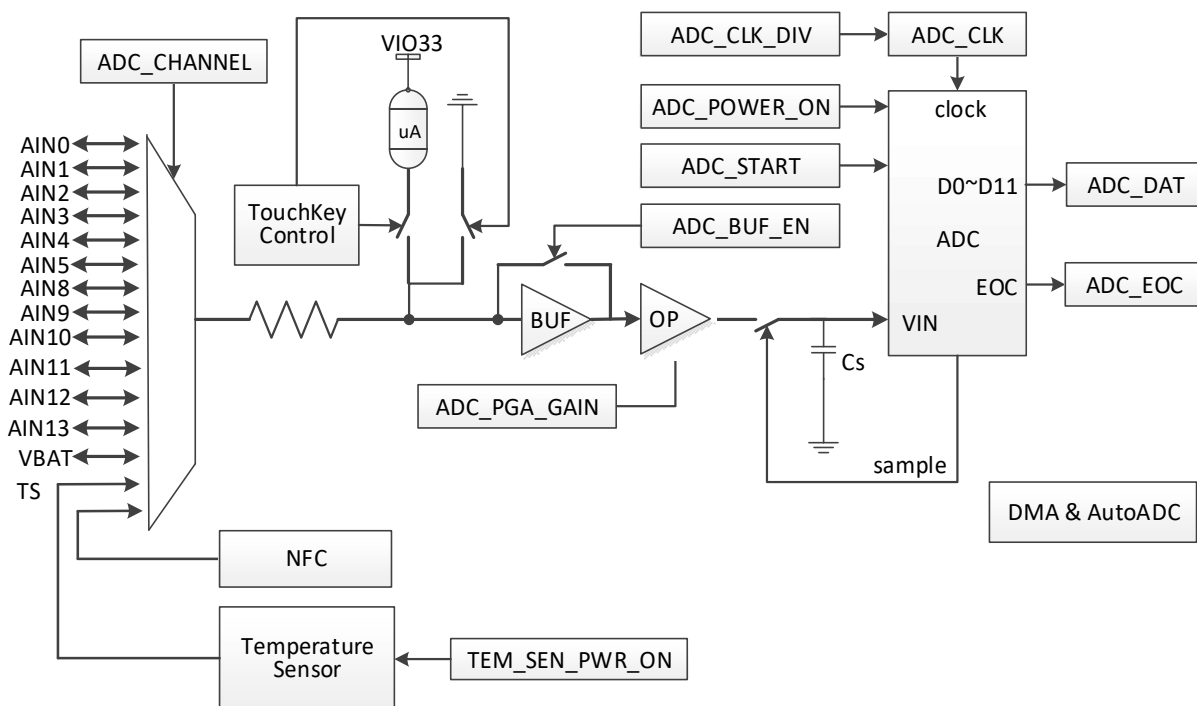 ADC_CHANNEL
VIO33
uA
ADC_CLK_DIV
ADC_CLK
ADC_POWER_ON
clock
ADC_START
D0~D11
ADC_DAT
TouchKey
Control
ADC_BUF_EN
ADC
EOC
ADC_EOC
AIN0
AIN1
AIN2
AIN3
AIN4
AIN5
AIN8
AIN9
AIN10
AIN11
AIN12
AIN13
VBAT
TS
BUF
OP
VIN
Cs
ADC_PGA_GAIN
sample
DMA & AutoADC
NFC
Temperature
Sensor
TEM_SEN_PWR_ON